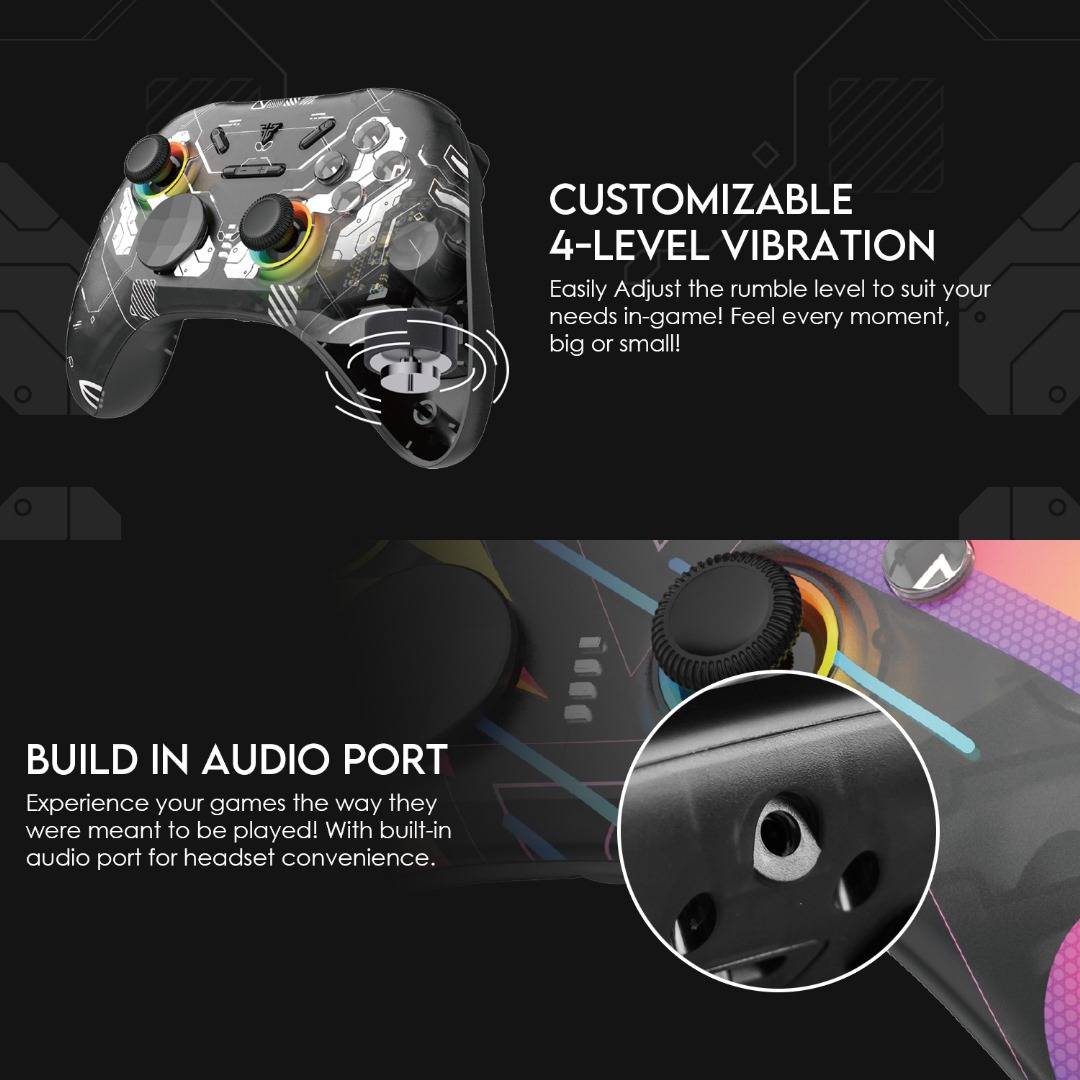 CUSTOMIZABLE
4-LEVEL VIBRATION
Easily Adjust the rumble level to suit your
needs in-game! Feel every moment,
big or small!
BUILD IN AUDIO PORT
Experience your games the way they
were meant to be played! With built-in
audio port for headset convenience.